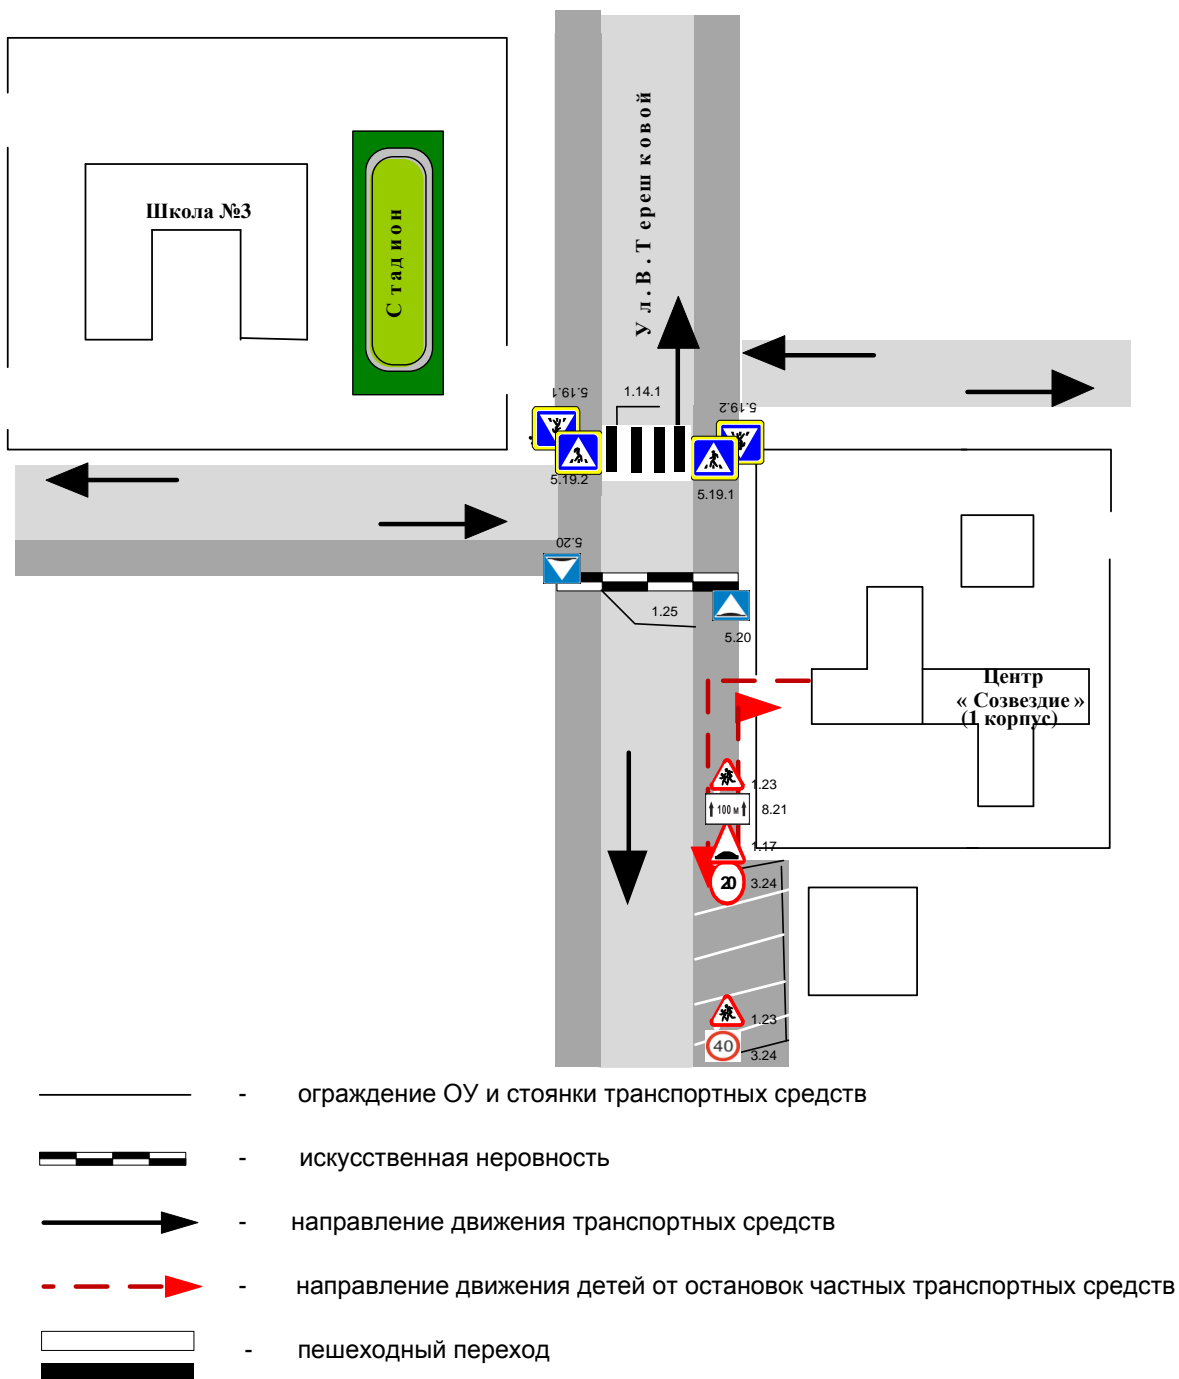 Ул. В. Терешковой
Школа №3
Стадион
5.19.1
1.14.1
5.19.2
5.19.2
5.19.1
5.20
1.25
5.20
Центр
« Созвездие »
(1 корпус)
1.23
100 м
8.21
1.17
20
3.24
1.23
40
3.24
- ограждение ОУ и стоянки транспортных средств
- искусственная неровность
- направление движения транспортных средств
- направление движения детей от остановок частных транспортных средств
- пешеходный переход